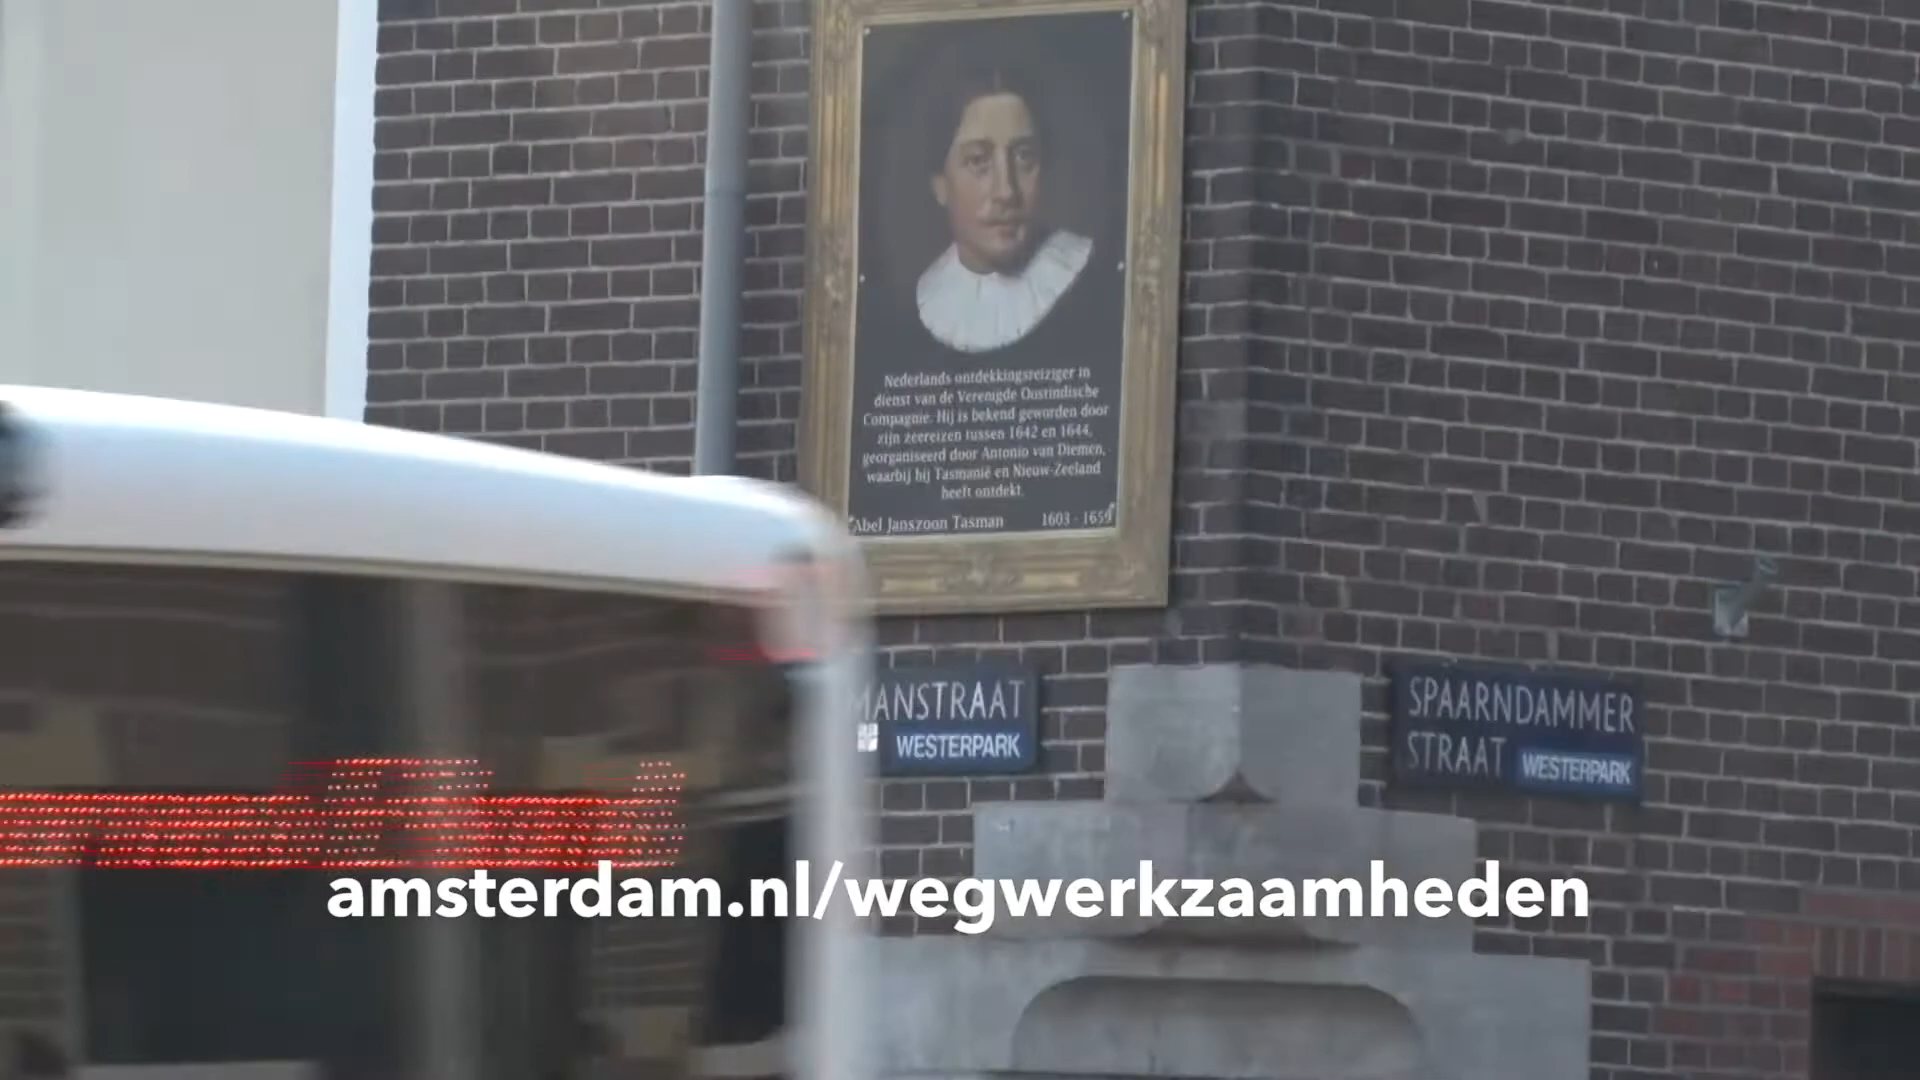 Nederlands ontdekkingsreiziger in
dienst van de Verenigde Oostindische
Compagnie. Hij is bekend geworden door
zijn zeereizen tussen 1642 en 1644,
georganiseerd door Antonio van Diemen,
waarbij hij Tasmanië en Nieuw-Zeeland
heeft ontdekt.
Abel Janszoon Tasman 1603 - 1659
MANSTRAAT
WESTERPARK
SPAARNDAMMER
STRAAT WESTERPARK
amsterdam.nl/wegwerkzaamheden